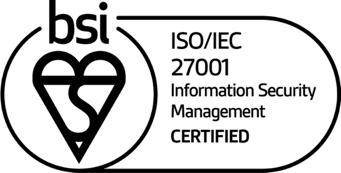 bsi
ISO/IEC
27001
Information Security
Management
CERTIFIED